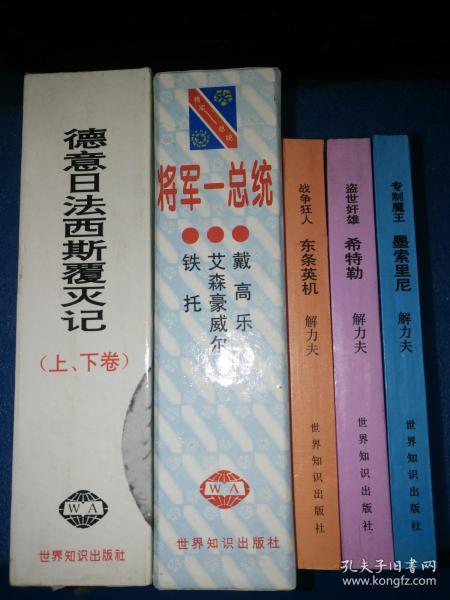 德意日法西斯覆灭记
（上、下卷）
WA
世界知识出版社
将军—总统
将军一总统
戴高乐
艾森豪威尔
铁托
WA
世界知识出版社
战争狂人
东条英机
解力夫
世界知识出版社
盗世奸雄
希特勒
解力夫
世界知识出版社
专制魔王
墨索里尼
解力夫
世界知识出版社
孔夫子旧书网
www.kongfz.com